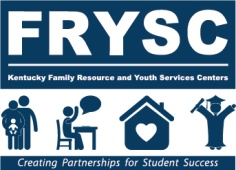 FRYSC
Kentucky Family Resource and Youth Services Centers
Creating Partnerships for Student Success